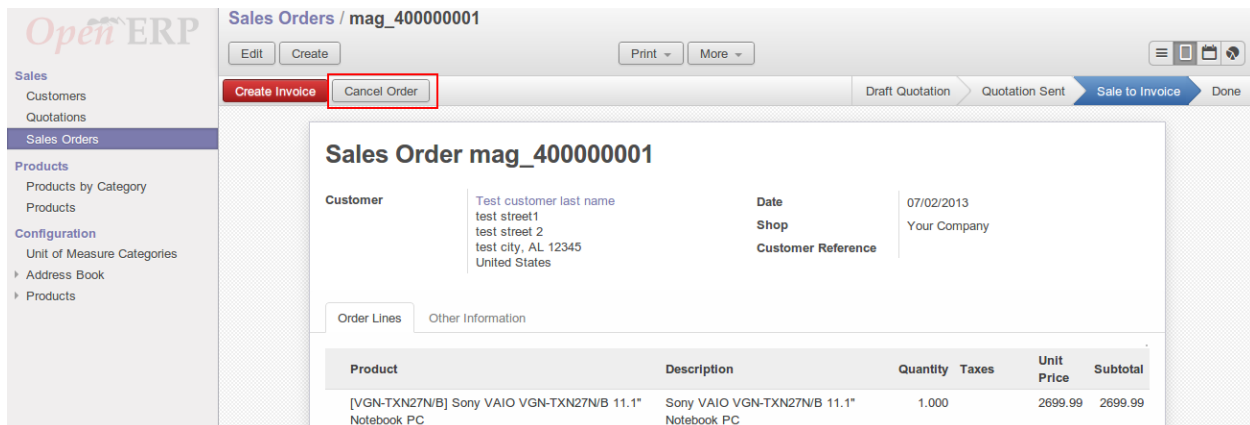 Open ERP
Sales
Customers
Quotations
Sales Orders
Products
Products by Category
Products
Configuration
Unit of Measure Categories
Address Book
Products
Sales Orders / mag_400000001
Edit Create Print More
Create Invoice Cancel Order Draft Quotation Quotation Sent Sale to Invoice Done
Sales Order mag_400000001
Customer Test customer last name
test street1
test street 2
test city, AL 12345
United States
Date 07/02/2013
Shop Your Company
Customer Reference
Order Lines Other Information
Product Description Quantity Taxes Unit Price Subtotal
[VGN-TXN27N/B] Sony VAIO VGN-TXN27N/B 11.1" Sony VAIO VGN-TXN27N/B 11.1" 1.000 2699.99 2699.99
Notebook PC Notebook PC